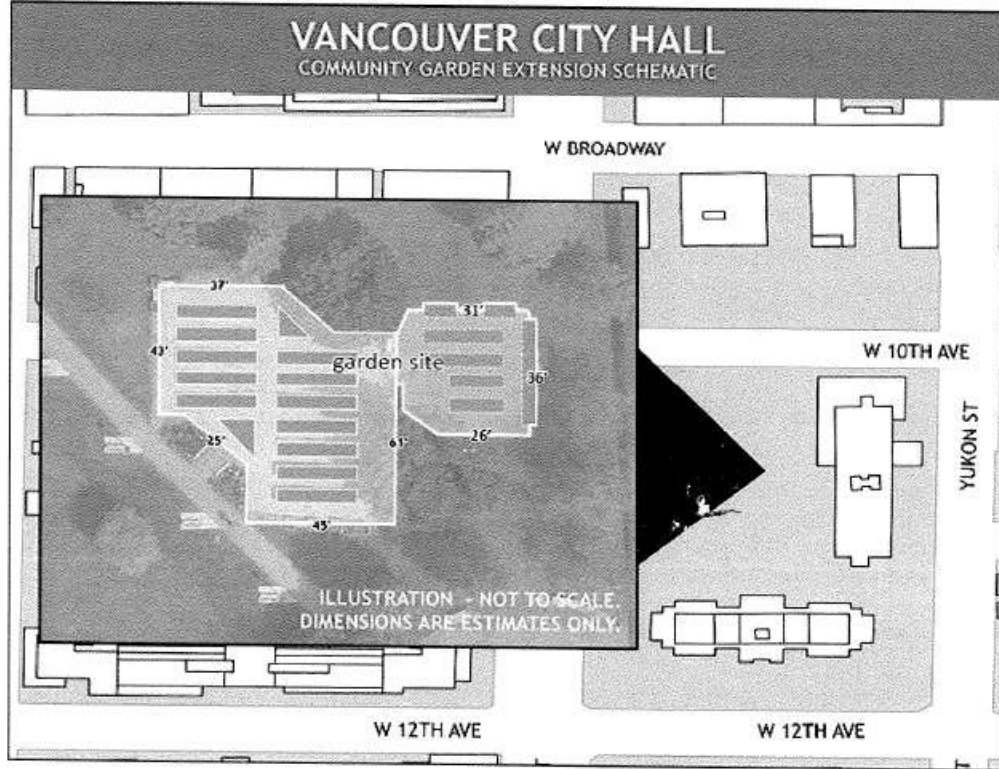 VANCOUVER CITY HALL
COMMUNITY GARDEN EXTENSION SCHEMATIC
W BROADWAY
37'
31'
43'
garden site
36'
W 10TH AVE
25'
61'
26'
YUKON ST
45'
ILLUSTRATION - NOT TO SCALE.
DIMENSIONS ARE ESTIMATES ONLY.
W 12TH AVE
W 12TH AVE